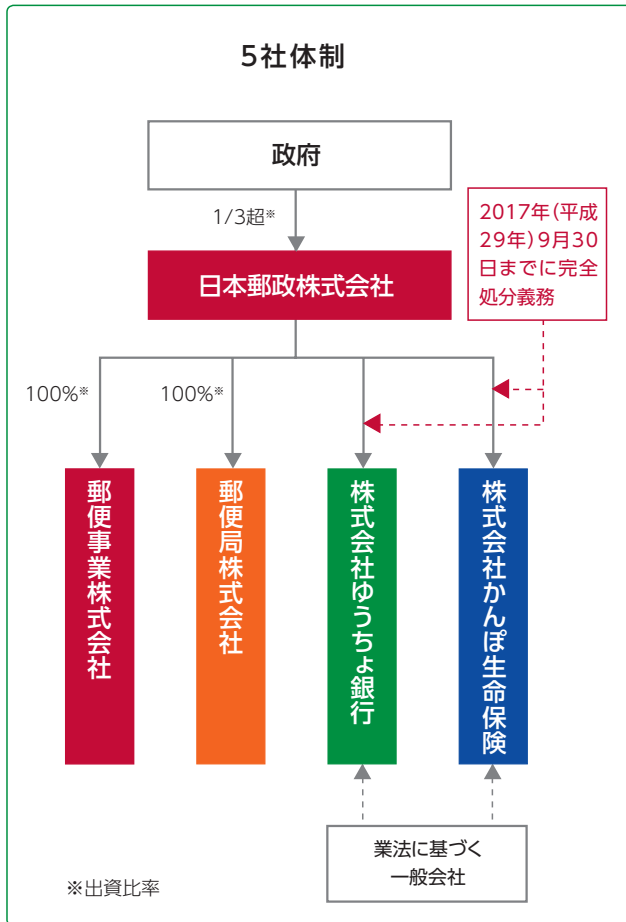 5社体制
政府
1/3超※
2017年(平成
29年)9月30
日までに完全
処分義務
日本郵政株式会社
100%※
100%※
郵便事業株式会社
郵便局株式会社
株式会社ゆうちょ銀行
株式会社かんぽ生命保険
業法に基づく
一般会社
※出資比率